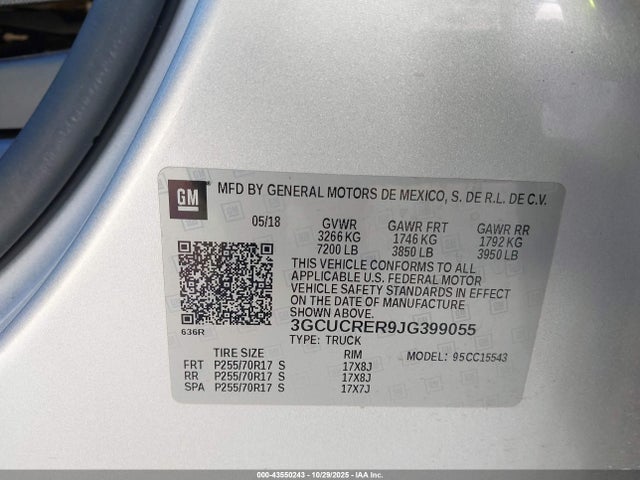 GM
MFD BY GENERAL MOTORS DE MEXICO, S. DE R.L. DE C.V.
05/18 GVWR GAWR FRT GAWR RR
3266 KG 1746 KG 1792 KG
7200 LB 3850 LB 3950 LB
THIS VEHICLE CONFORMS TO ALL
APPLICABLE U.S. FEDERAL MOTOR
VEHICLE SAFETY STANDARDS IN EFFECT
ON THE DATE OF MANUFACTURE
SHOWN ABOVE.
636R
3GCUCRER9JG399055
TYPE: TRUCK
MODEL: 95CC15543
TIRE SIZE RIM
FRT P255/70R17 S 17X8J
RR P255/70R17 S 17X8J
SPA P255/70R17 S 17X7J
000-43550243 - 10/29/2025 - IAA Inc.